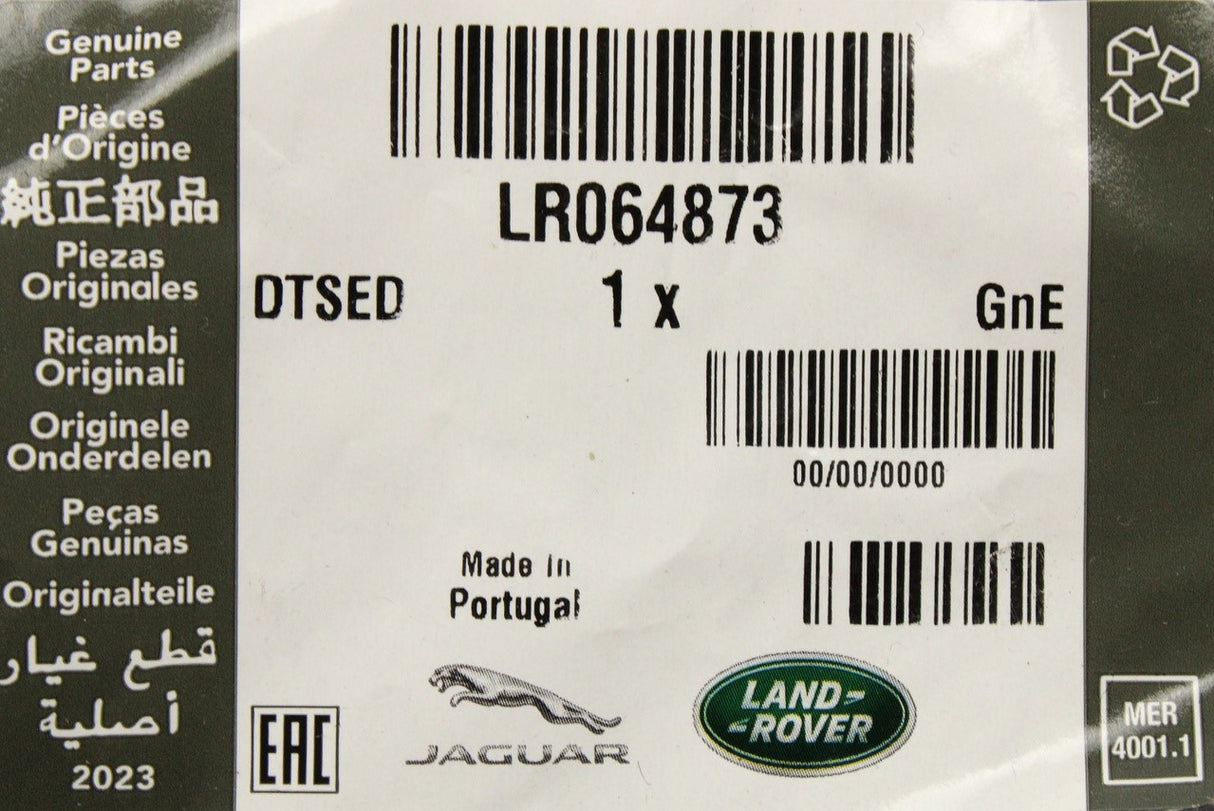 Genuine
Parts
Pièces
d'Origine
純正部品
Piezas
Originales
Ricambi
Originali
Originele
Onderdelen
Peças
Genuinas
Originalteile
قطع غيار
أصلية
2023
LR064873
DTSED 1 x GnE
00/00/0000
Made in
Portugal
EAC
JAGUAR
LAND-
-ROVER
MER
4001.1